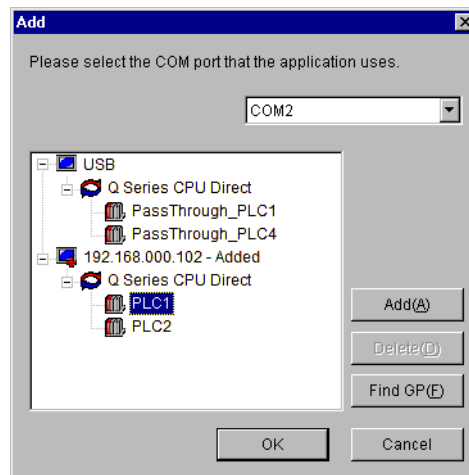 Add
Please select the COM port that the application uses.
COM2
USB
Q Series CPU Direct
PassThrough_PLC1
PassThrough_PLC4
192.168.000.102 - Added
Q Series CPU Direct
PLC1
PLC2
Add(A)
Delete(D)
Find GP(F)
OK
Cancel